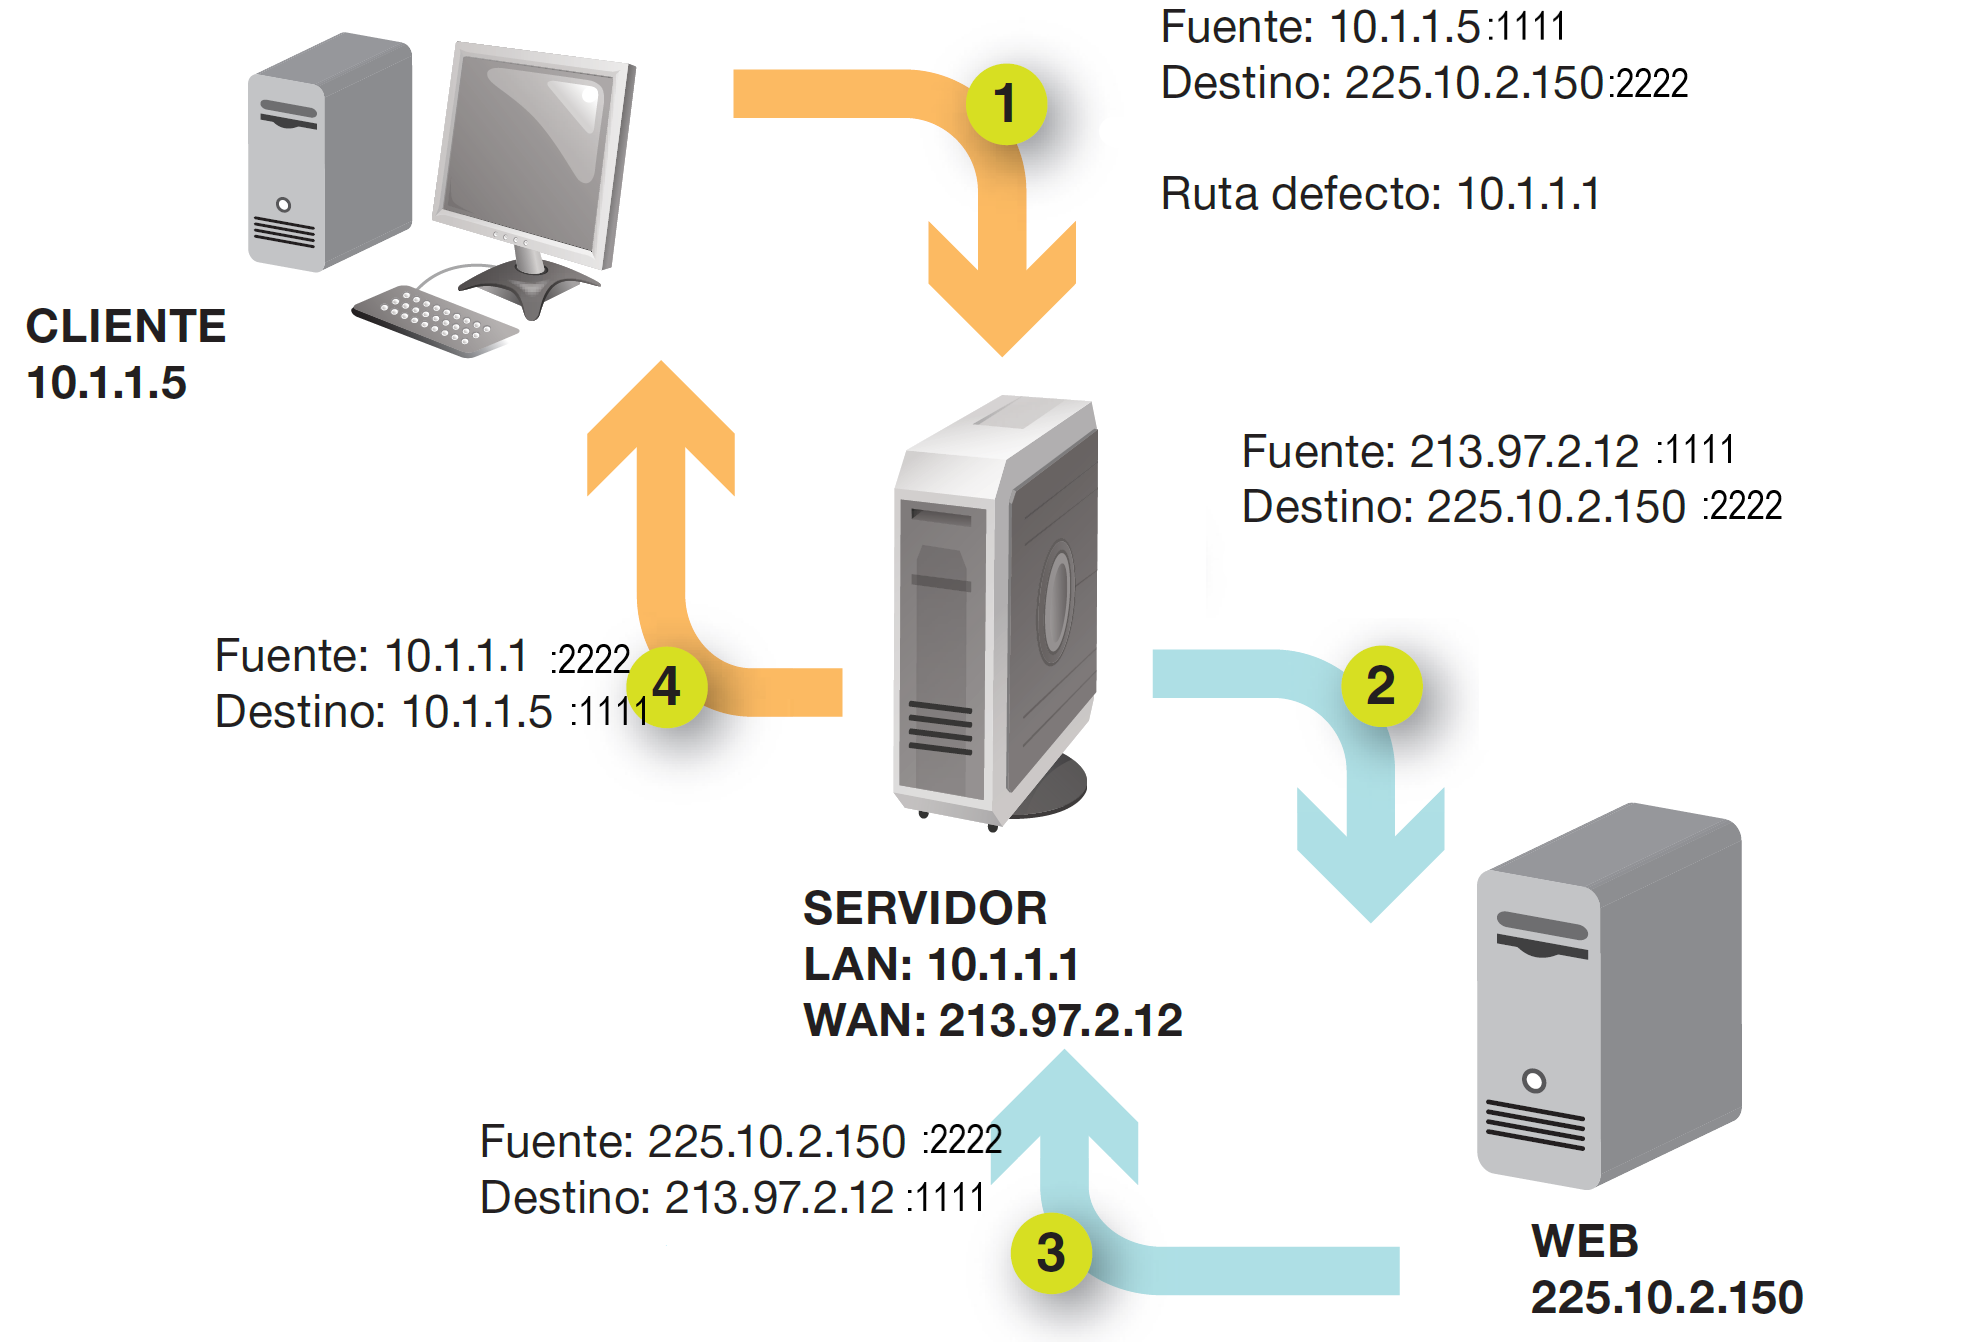 Fuente: 10.1.1.5 :1111
Destino: 225.10.2.150 :2222
1
Ruta defecto: 10.1.1.1
CLIENTE
10.1.1.5
Fuente: 213.97.2.12 :1111
Destino: 225.10.2.150 :2222
2
Fuente: 10.1.1.1 :2222
Destino: 10.1.1.5 :1111
4
SERVIDOR
LAN: 10.1.1.1
WAN: 213.97.2.12
Fuente: 225.10.2.150 :2222
Destino: 213.97.2.12 :1111
3
WEB
225.10.2.150